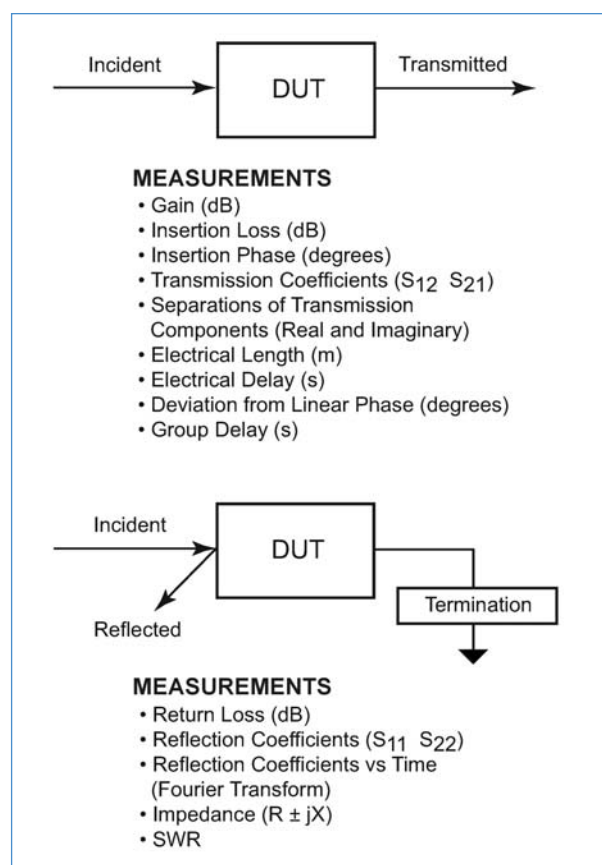 Incident
DUT
Transmitted
MEASUREMENTS
• Gain (dB)
• Insertion Loss (dB)
• Insertion Phase (degrees)
• Transmission Coefficients (S12 S21)
• Separations of Transmission
Components (Real and Imaginary)
• Electrical Length (m)
• Electrical Delay (s)
• Deviation from Linear Phase (degrees)
• Group Delay (s)
Incident
DUT
Reflected
Termination
MEASUREMENTS
• Return Loss (dB)
• Reflection Coefficients (S11 S22)
• Reflection Coefficients vs Time
(Fourier Transform)
• Impedance (R ± jX)
• SWR